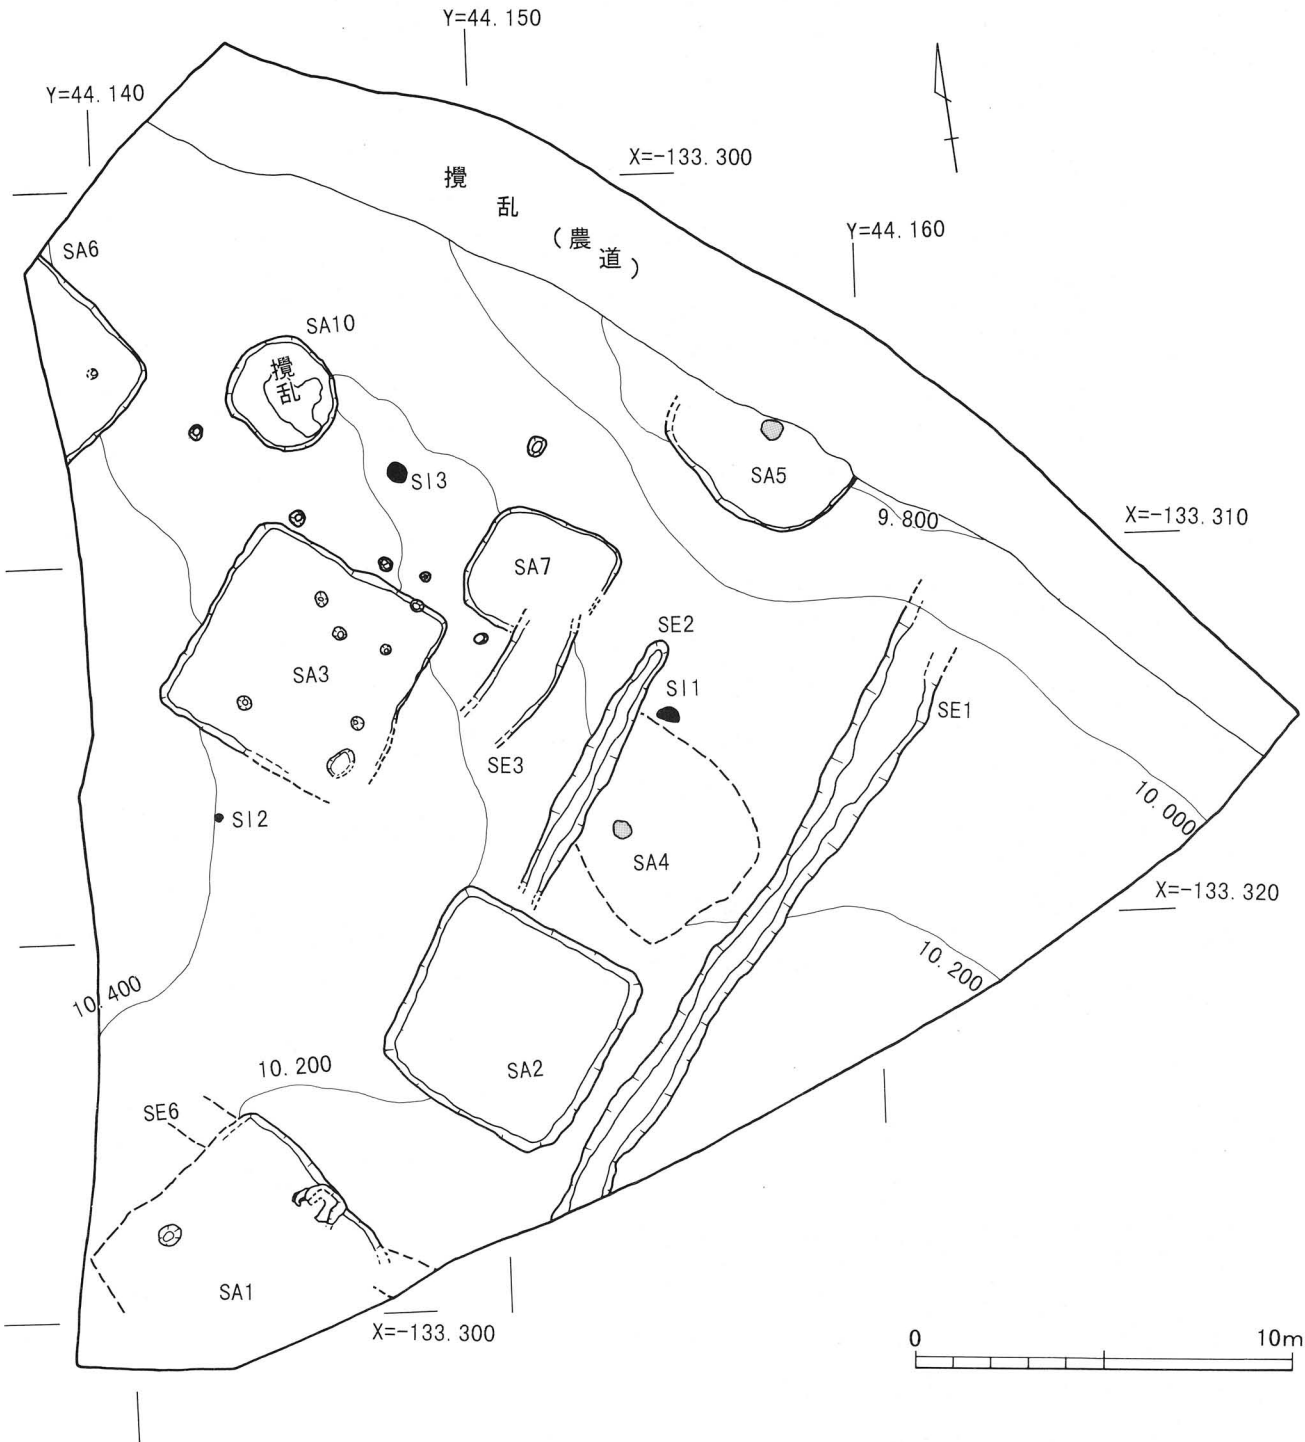 Y=44.150
Y=44.140
X=-133.300
攪乱(農道)
Y=44.160
SA6
SA10
攪乱
SI3
SA5
9.800
X=-133.310
SA7
SE2
SA3
SI1
SE1
SE3
10.000
SI2
SA4
X=-133.320
10.200
10.400
10.200
SA2
SE6
SA1
X=-133.300
0 10m